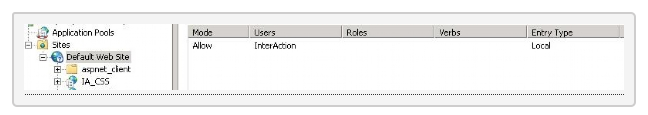 Application Pools
Sites
Default Web Site
aspnet_client
IA_CSS
Mode Users Roles Verbs Entry Type
Allow InterAction Local